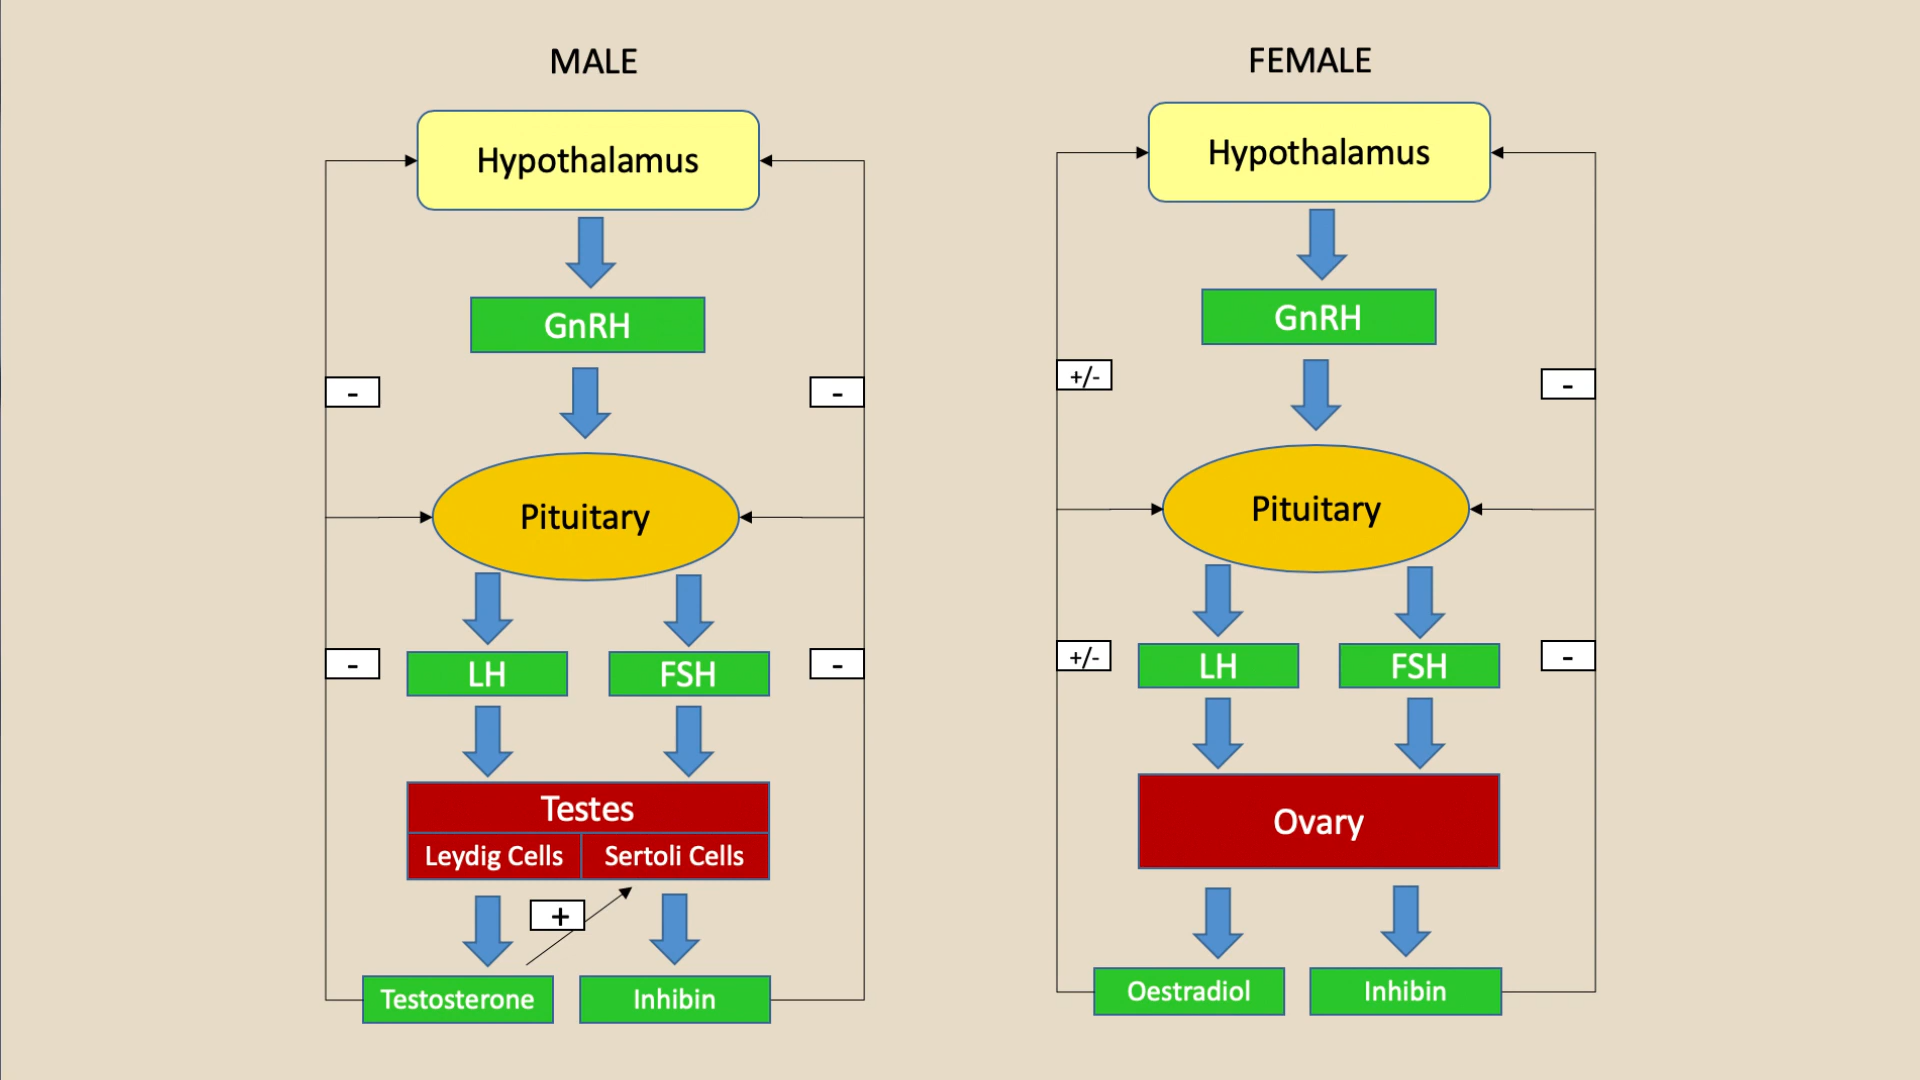 MALE
Hypothalamus
GnRH
-
-
Pituitary
LH
FSH
-
-
Testes
Leydig Cells
Sertoli Cells
+
Testosterone
Inhibin
FEMALE
Hypothalamus
GnRH
+/-
-
Pituitary
+/-
LH
FSH
-
Ovary
Oestradiol
Inhibin